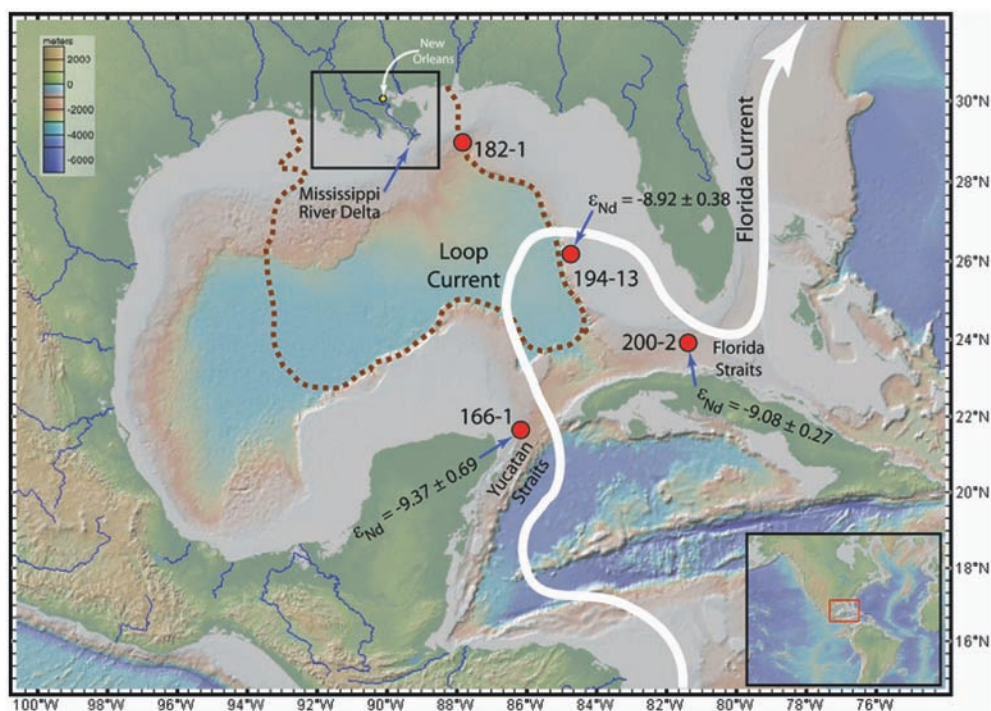 meters
2000
0
-2000
-4000
-6000
New
Orleans
Mississippi
River Delta
182-1
εNd = -8.92 ± 0.38
Florida Current
Loop
Current
194-13
200-2
Florida
Straits
εNd = -9.08 ± 0.27
166-1
Yucatan
Straits
εNd = -9.37 ± 0.69
30°N
28°N
26°N
24°N
22°N
20°N
18°N
16°N
100°W
98°W
96°W
94°W
92°W
90°W
88°W
86°W
84°W
82°W
80°W
78°W
76°W